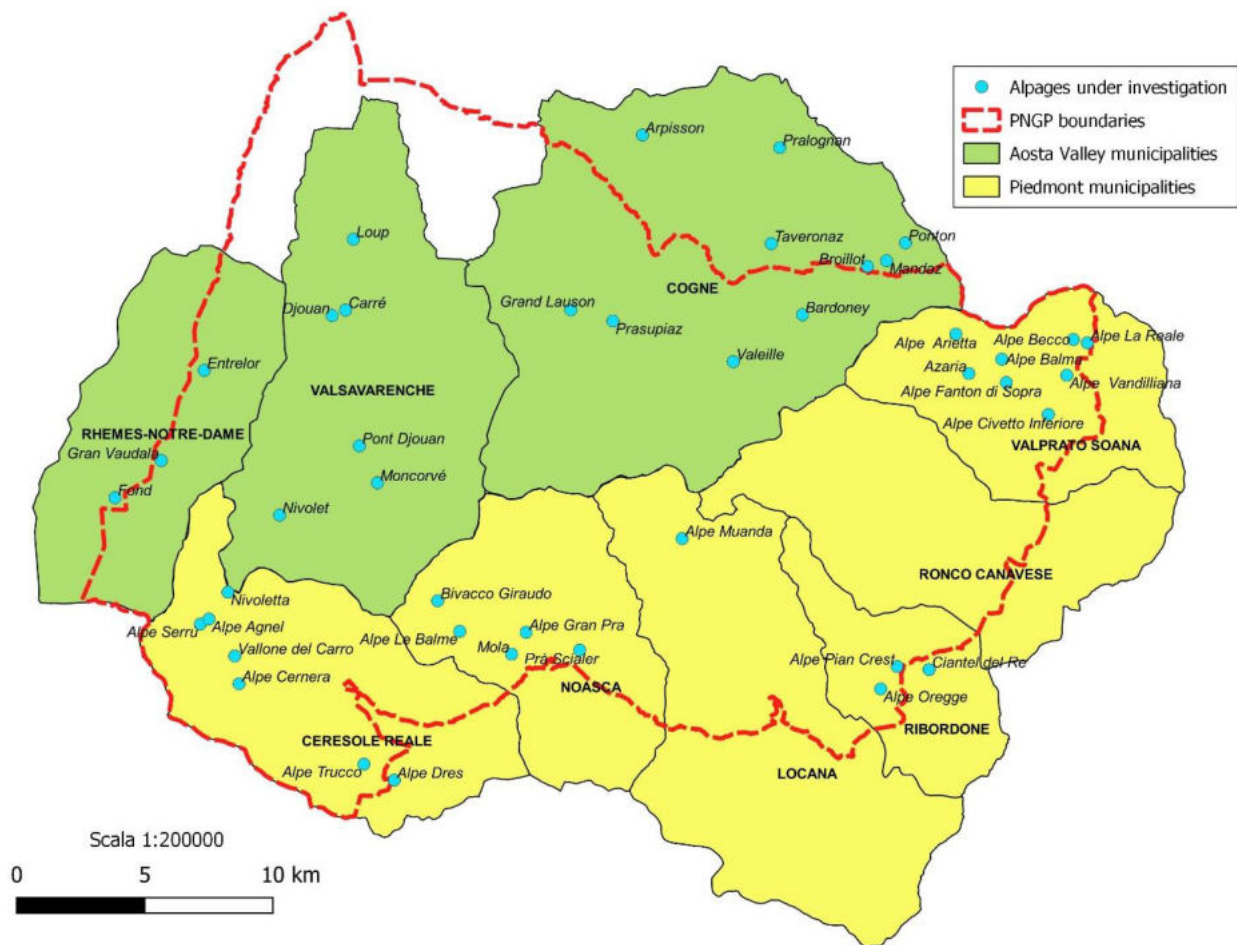 Alpages under investigation
PNGP boundaries
Aosta Valley municipalities
Piedmont municipalities
Arpisson
Pralognan
Loup
Taveronaz
Ponton
Broillot
Mandaz
COGNE
Grand Lauson
Prasupiaz
Bardoney
Valeille
Djouan
Carré
Entrelor
VALSAVARENCHE
RHEMES-NOTRE-DAME
Gran Vaudala
Fond
Pont Djouan
Moncorvé
Nivolet
Alpe Arietta
Alpe Becco
Alpe La Reale
Alpe Balma
Azaria
Alpe Vandilliana
Alpe Fanton di Sopra
Alpe Civetto Inferiore
VALPRATO SOANA
Alpe Muanda
RONCO CANAVESE
Nivoletta
Alpe Serrù
Alpe Agnel
Vallone del Carro
Alpe Cernera
Bivacco Giraudo
Alpe Le Balme
Alpe Gran Pra
Mola
Prà Scialer
NOASCA
Alpe Pian Crest
Ciantel del Re
Alpe Oregge
RIBORDONE
CERESOLE REALE
LOCANA
Alpe Trucco
Alpe Dres
Scala 1:200000
0 5 10 km